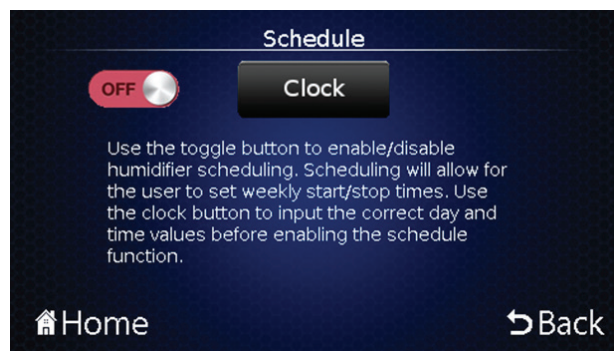 Schedule
OFF
Clock
Use the toggle button to enable/disable
humidifier scheduling. Scheduling will allow for
the user to set weekly start/stop times. Use
the clock button to input the correct day and
time values before enabling the schedule
function.
Home
Back